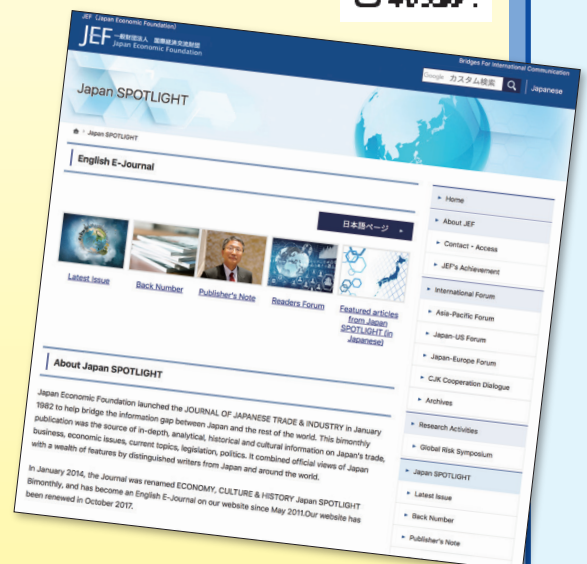 JEF (Japan Economic Foundation)
JEF 一般財団法人 国際経済交流財団
Japan Economic Foundation
Bridges For International Communication
Google カスタム検索
Japanese
Japan SPOTLIGHT
Japan SPOTLIGHT
English E-Journal
日本語ページ
Latest Issue
Back Number
Publisher's Note
Readers Forum
Featured articles
from Japan
SPOTLIGHT (in
Japanese)
About Japan SPOTLIGHT
Japan Economic Foundation launched the JOURNAL OF JAPANESE TRADE & INDUSTRY in January
1982 to help bridge the information gap between Japan and the rest of the world. This bimonthly
publication was the source of in-depth, analytical, historical and cultural information on Japan's trade,
business, economic issues, current topics, legislation, politics. It combined official views of Japan
with a wealth of features by distinguished writers from Japan and around the world.
In January 2014, the Journal was renamed ECONOMY, CULTURE & HISTORY Japan SPOTLIGHT
Bimonthly, and has become an English E-Journal on our website since May 2011.Our website has
been renewed in October 2017.
Home
About JEF
Contact・Access
JEF's Achievement
International Forum
Asia-Pacific Forum
Japan-US Forum
Japan-Europe Forum
CJK Cooperation Dialogue
Archives
Research Activities
Global Risk Symposium
Japan SPOTLIGHT
Latest Issue
Back Number
Publisher's Note